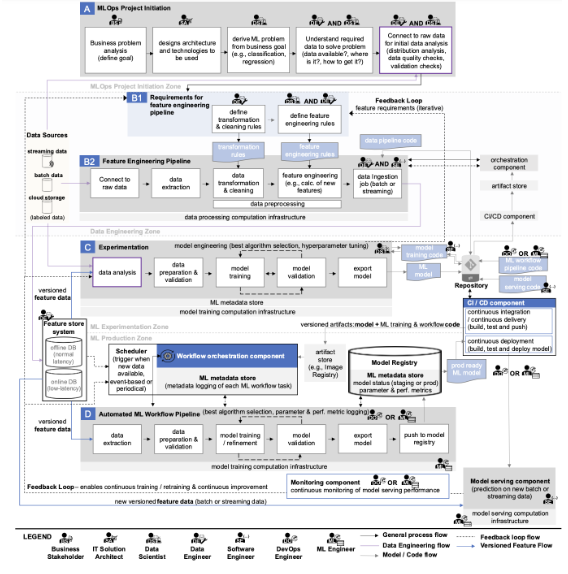 A MLOps Project Initiation
AND
AND
Business problem
analysis
(define goal)
designs architecture
and technologies to
be used
derive ML problem
from business goal
(e.g., classification,
regression)
Understand required
data to solve problem
(data available?, where
is it?, how to get it?)
Connect to raw data
for initial data analysis
(distribution analysis,
data quality checks,
validation checks)
MLOps Project Initiation Zone
B1 Requirements for
feature engineering
pipeline
AND
define
transformation
& cleaning rules
define feature
engineering rules
Feedback Loop
feature requirements (iterative)
Data Sources
streaming data
batch data
cloud storage
(labeled data)
transformation
rules
feature
engineering rules
data pipeline code
AND
orchestration
component
artifact store
CI/CD component
B2 Feature Engineering Pipeline
Connect to
raw data
data
extraction
data
transformation
& cleaning
feature engineering
(e.g. calc. of new
features)
data Ingestion
job (batch or
streaming)
data preprocessing
data processing computation infrastructure
Data Engineering Zone
C Experimentation
model engineering (best algorithm selection, hyperparameter tuning)
data analysis
data
preparation &
validation
model
training
model
validation
export
model
ML metadata store
model training computation infrastructure
model
training code
ML
model
OR
ML workflow
pipeline code
model
serving code
Repository
versioned
feature data
CI / CD component
continuous integration
/ continuous delivery
(build, test and push)
continuous deployment
(build, test and deploy model)
Feature store
system
offline DB
(normal
latency)
online DB
(low-latency)
ML Experimentation Zone
ML Production Zone
versioned artifacts: model + ML training & workflow code
Scheduler
(trigger when
new data
available,
event-based or
periodical)
Workflow orchestration component
ML metadata store
(metadata logging of each ML workflow task)
artifact
store
(e.g. Image
Registry)
Model Registry
ML metadata store
model status (staging or prod)
parameter & perf. metrics
prod ready
ML model
OR
versioned
feature data
D Automated ML Workflow Pipeline
(best algorithm selection, parameter & perf. metric logging)
OR
data
extraction
data
preparation &
validation
model training
/ refinement
model
validation
export
model
push to model
registry
model training computation infrastructure
Feedback Loop – enables continuous training / retraining & continuous improvement
Monitoring component
OR
continuous monitoring of model serving performance
Model serving component
(prediction on new batch or
streaming data)
model serving computation
infrastructure
new versioned feature data (batch or streaming data)
LEGEND
Business
Stakeholder
IT Solution
Architect
Data
Scientist
Data
Engineer
Software
Engineer
DevOps
Engineer
ML Engineer
General process flow
Data Engineering flow
Model / Code flow
Feedback loop flow
Versioned Feature Flow